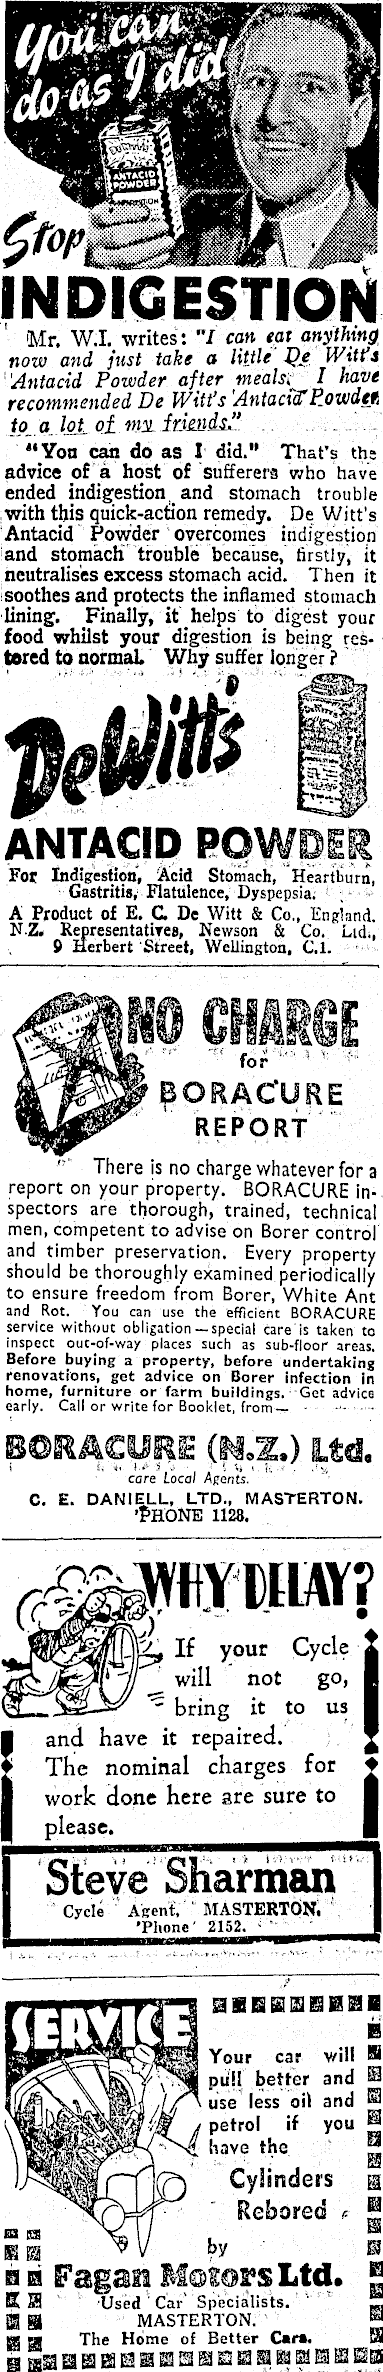 You can
do as I did
ANTACID
POWDER
Stop
INDIGESTION
Mr. W.I. writes: "I can eat anything
now and just take a little De Witt's
Antacid Powder after meals. I have
recommended De Witt's Antacid Powder
to a lot of my friends."
"You can do as I did." That's the
advice of a host of sufferers who have
ended indigestion and stomach trouble
with this quick-action remedy. De Witt's
Antacid Powder overcomes indigestion
and stomach trouble because, firstly, it
neutralises excess stomach acid. Then it
soothes and protects the inflamed stomach
lining. Finally, it helps to digest your
food whilst your digestion is being res-
tored to normal. Why suffer longer?
De Witt's
ANTACID POWDER
For Indigestion, Acid Stomach, Heartburn,
Gastritis, Flatulence, Dyspepsia.
A Product of E. C. De Witt & Co., England.
N.Z. Representatives, Newson & Co. Ltd.,
9 Herbert Street, Wellington, C.1.
NO CHARGE
for
BORACURE
REPORT
There is no charge whatever for a
report on your property. BORACURE in-
spectors are thorough, trained, technical
men, competent to advise on Borer control
and timber preservation. Every property
should be thoroughly examined periodically
to ensure freedom from Borer, White Ant
and Rot. You can use the efficient BORACURE
service without obligation—special care is taken to
inspect out-of-way places such as sub-floor areas.
Before buying a property, before undertaking
renovations, get advice on Borer infection in
home, furniture or farm buildings. Get advice
early. Call or write for Booklet, from—
BORACURE (N.Z.) Ltd.
care Local Agents.
C. E. DANIELL, LTD., MASTERTON.
'PHONE 1128.
WHY DELAY?
If your Cycle
will not go,
bring it to us
and have it repaired.
The nominal charges for
work done here are sure to
please.
Steve Sharman
Cycle Agent, MASTERTON.
'Phone 2152.
SERVICE
Your car will
pull better and
use less oil and
petrol if you
have the
Cylinders
Rebored
by
Fagan Motors Ltd.
Used Car Specialists.
MASTERTON.
The Home of Better Cars.